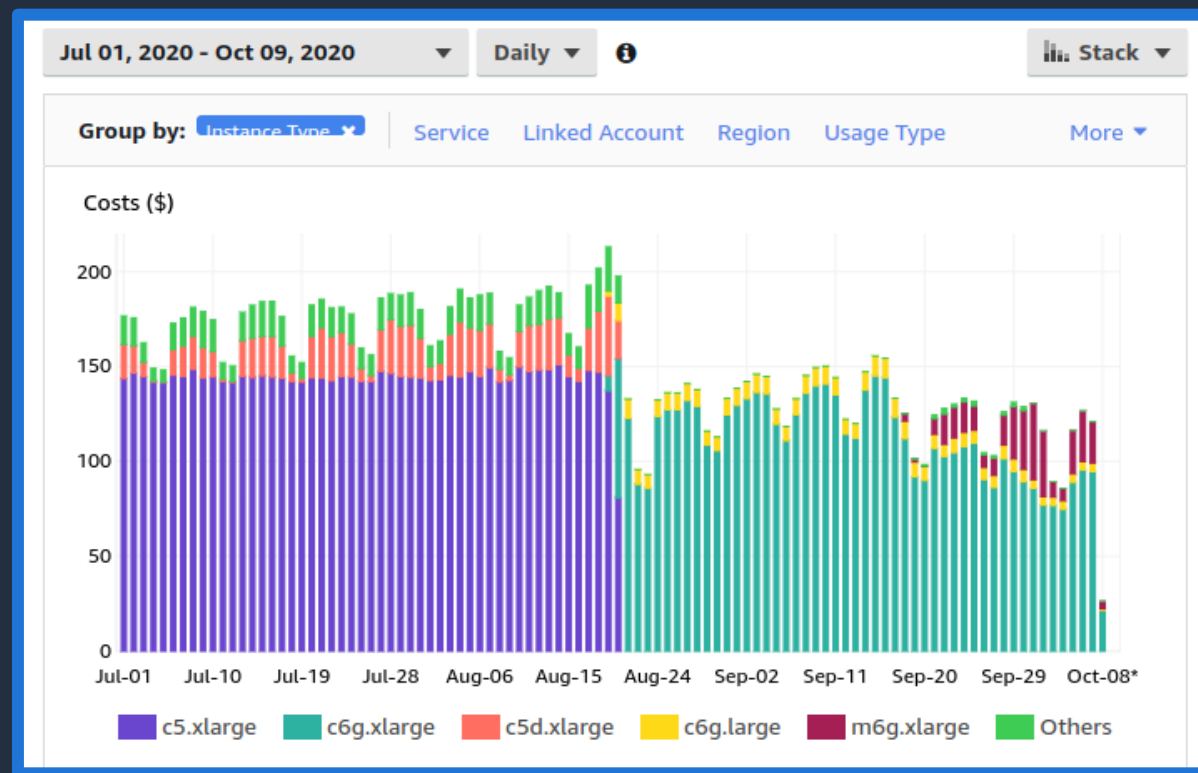 Jul 01, 2020 - Oct 09, 2020 Daily Stack
Group by: Instance Type Service Linked Account Region Usage Type More
Costs ($)
200
150
100
50
0
Jul-01 Jul-10 Jul-19 Jul-28 Aug-06 Aug-15 Aug-24 Sep-02 Sep-11 Sep-20 Sep-29 Oct-08*
c5.xlarge c6g.xlarge c5d.xlarge c6g.large m6g.xlarge Others